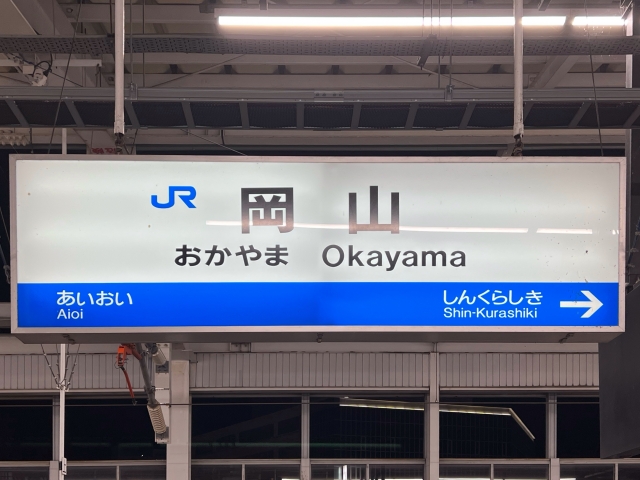 JR 岡山
おかやま Okayama
あいおい
Aioi
しんくらしき →
Shin-Kurashiki